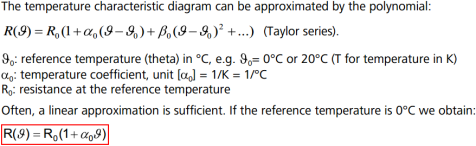 The temperature characteristic diagram can be approximated by the polynomial:
R(ϑ) = R₀(1+α₀(ϑ−ϑ₀)+β₀(ϑ−ϑ₀)² +...) (Taylor series).
ϑ₀: reference temperature (theta) in °C, e.g. ϑ₀= 0°C or 20°C (T for temperature in K)
α₀: temperature coefficient, unit [α₀] = 1/K = 1/°C
R₀: resistance at the reference temperature
Often, a linear approximation is sufficient. If the reference temperature is 0°C we obtain:
R(ϑ) = R₀(1+α₀ϑ)